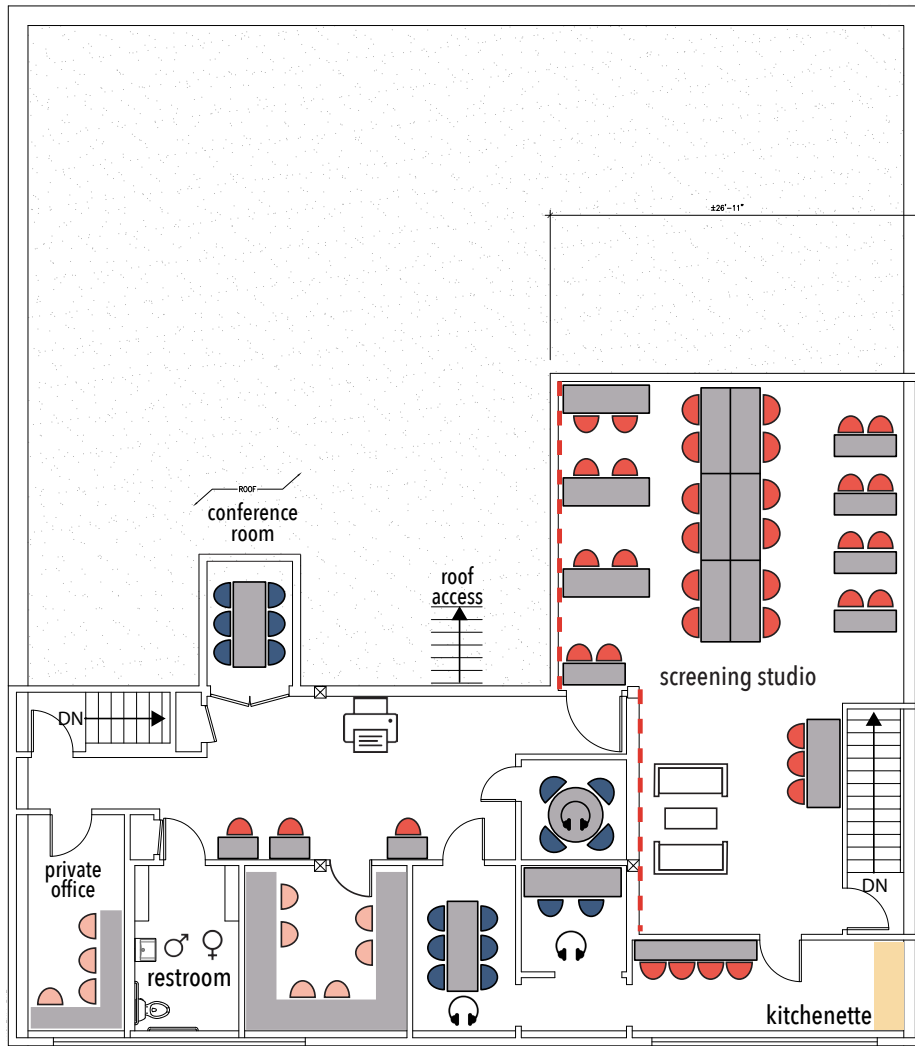 ±26'-11"
ROOF
conference
room
roof
access
screening studio
DN
private
office
DN
restroom
kitchenette